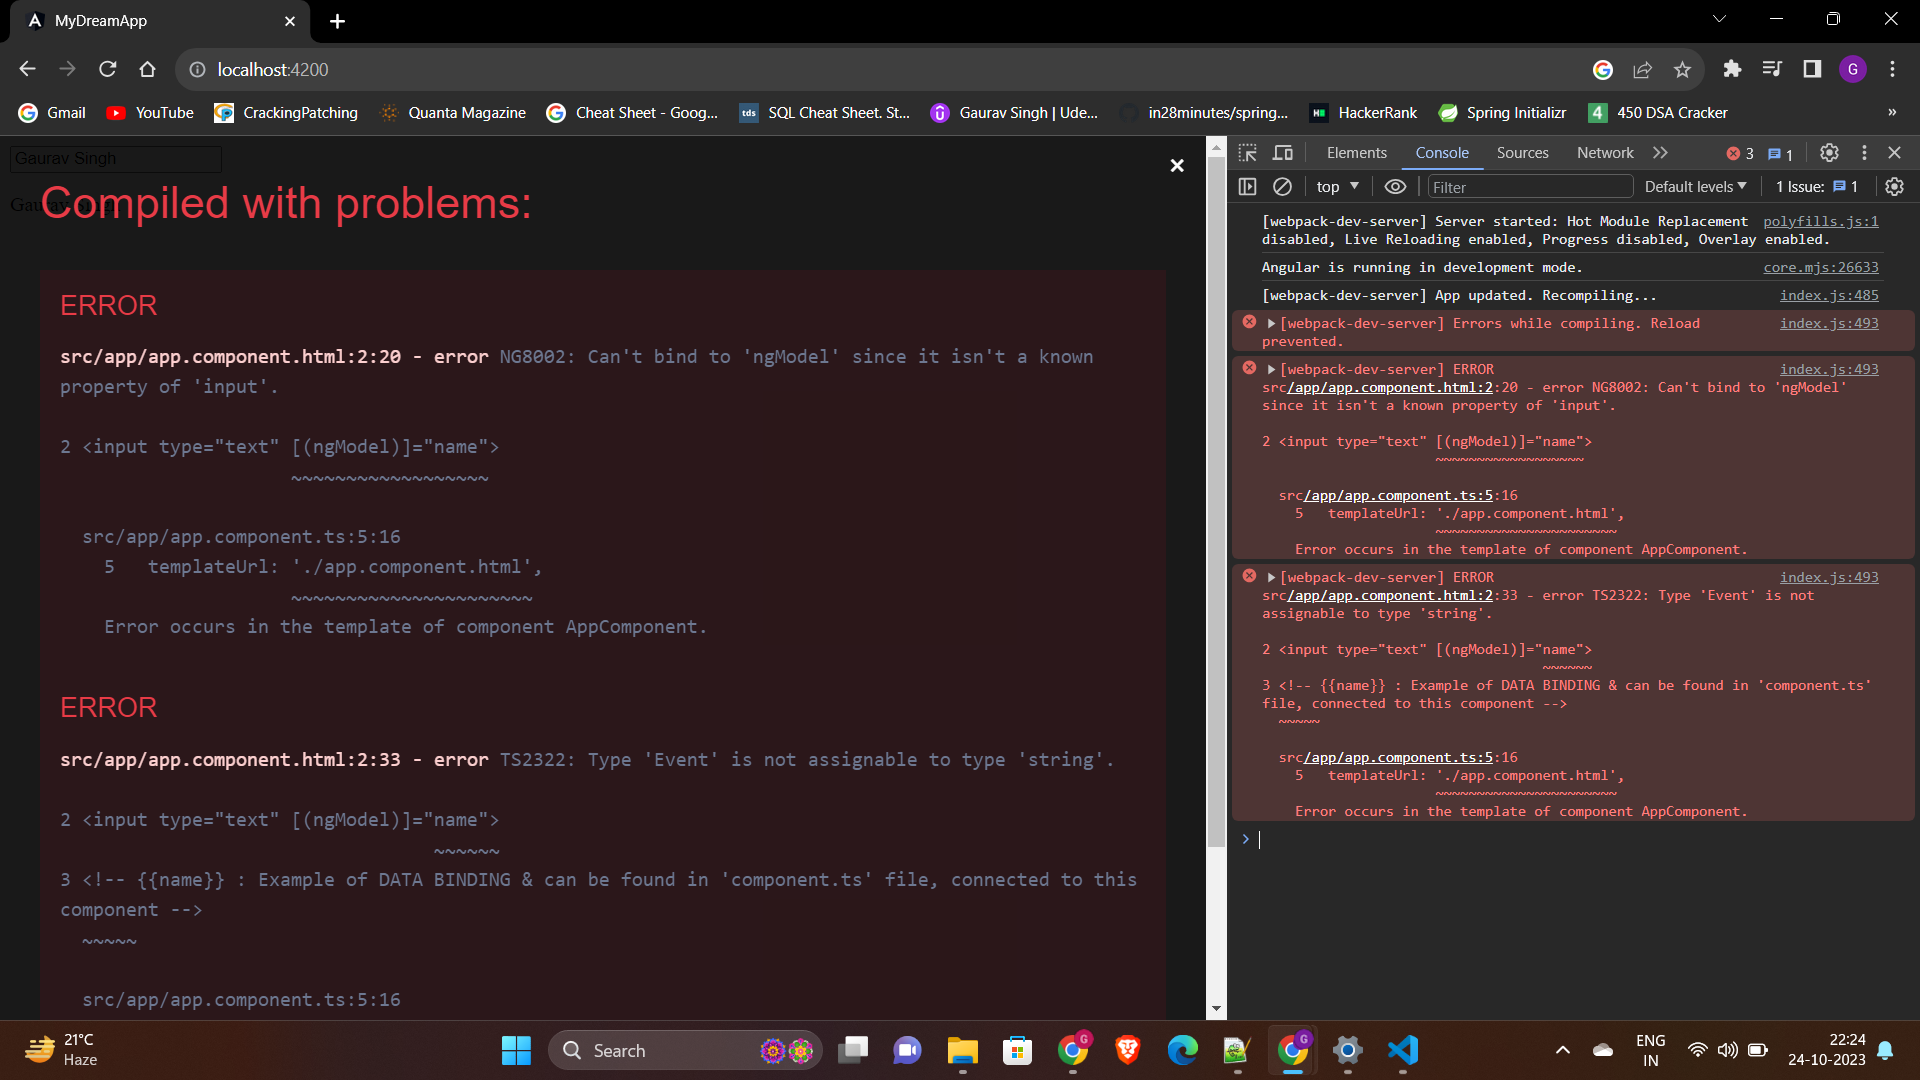 MyDreamApp
localhost:4200
G
Gmail
YouTube
CrackingPatching
Quanta Magazine
Cheat Sheet - Goog...
tds
SQL Cheat Sheet. St...
Gaurav Singh | Ude...
in28minutes/spring...
HackerRank
Spring Initializr
4
450 DSA Cracker
»
Gaurav Singh
Gaurav Singh
Compiled with problems:
ERROR
src/app/app.component.html:2:20 - error NG8002: Can't bind to 'ngModel' since it isn't a known
property of 'input'.
2 <input type="text" [(ngModel)]="name">
~~~~~~~~~~~~~~~~~~
src/app/app.component.ts:5:16
5   templateUrl: './app.component.html',
~~~~~~~~~~~~~~~~~~~~~~
Error occurs in the template of component AppComponent.
ERROR
src/app/app.component.html:2:33 - error TS2322: Type 'Event' is not assignable to type 'string'.
2 <input type="text" [(ngModel)]="name">
~~~~~~
3 <!-- {{name}} : Example of DATA BINDING & can be found in 'component.ts' file, connected to this
component -->
~~~~~
src/app/app.component.ts:5:16
Elements
Console
Sources
Network
3
1
top
Filter
Default levels
1 Issue:
1
[webpack-dev-server] Server started: Hot Module Replacement polyfills.js:1
disabled, Live Reloading enabled, Progress disabled, Overlay enabled.
Angular is running in development mode. core.mjs:26633
[webpack-dev-server] App updated. Recompiling... index.js:485
[webpack-dev-server] Errors while compiling. Reload index.js:493
prevented.
[webpack-dev-server] ERROR index.js:493
src/app/app.component.html:2:20 - error NG8002: Can't bind to 'ngModel'
since it isn't a known property of 'input'.
2 <input type="text" [(ngModel)]="name">
~~~~~~~~~~~~~~~~~~
src/app/app.component.ts:5:16
5   templateUrl: './app.component.html',
~~~~~~~~~~~~~~~~~~~~~~
Error occurs in the template of component AppComponent.
[webpack-dev-server] ERROR index.js:493
src/app/app.component.html:2:33 - error TS2322: Type 'Event' is not
assignable to type 'string'.
2 <input type="text" [(ngModel)]="name">
~~~~~~
3 <!-- {{name}} : Example of DATA BINDING & can be found in 'component.ts'
file, connected to this component -->
~~~~~
src/app/app.component.ts:5:16
5   templateUrl: './app.component.html',
~~~~~~~~~~~~~~~~~~~~~~
Error occurs in the template of component AppComponent.
21°C
Haze
Search
G
G
ENG
IN
22:24
24-10-2023